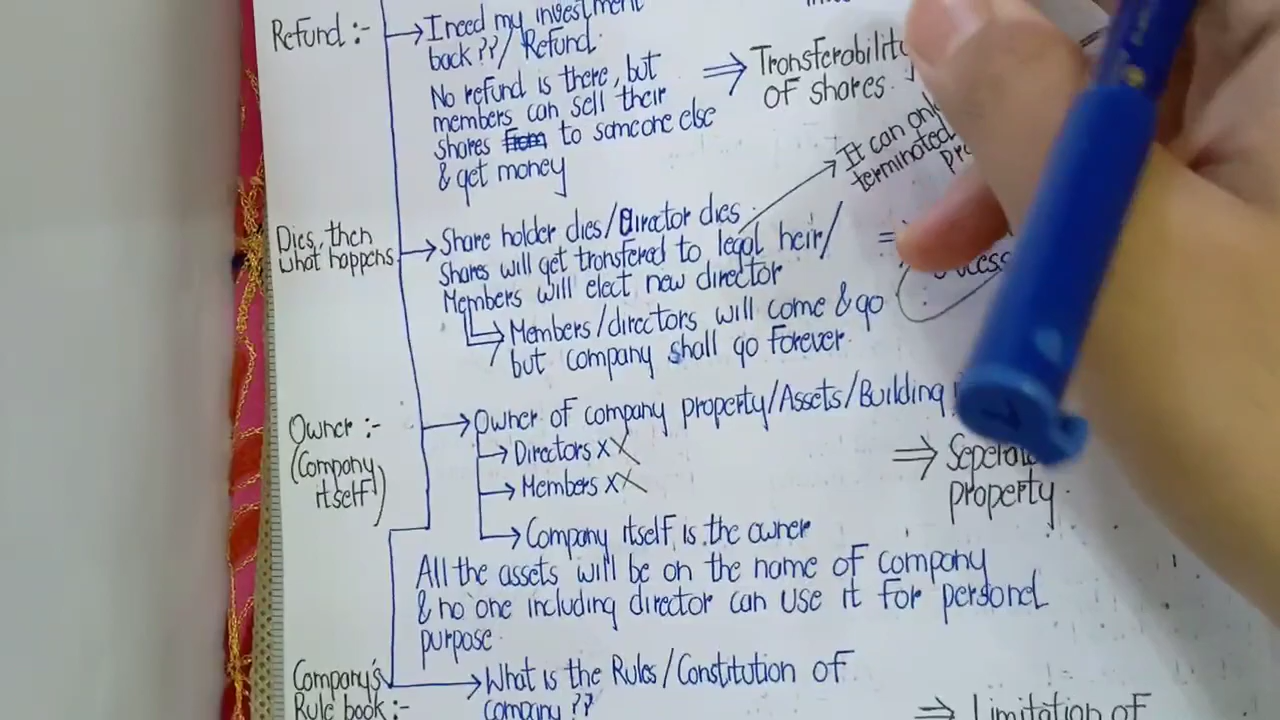 Refund :-
I need my investment
back??/ Refund.
No refund is there, but
members can sell their
shares to someone else
& get money
⇒ Transferability
of shares.
It can only
terminated
Dies, then
what happens
Share holder dies/Director dies.
Shares will get transfered to legal heir/
Members will elect new director
Members/directors will come & go
but company shall go forever.
Owner :-
(Company
itself)
Owner of company property/Assets/Building
Directors xX
Members xX
Company itself is the owner
⇒
property.
All the assets will be on the name of company
& no one including director can use it for personal
purpose.
Company's
Rule book:-
What is the Rules/Constitution of
company??
⇒ Limitation of